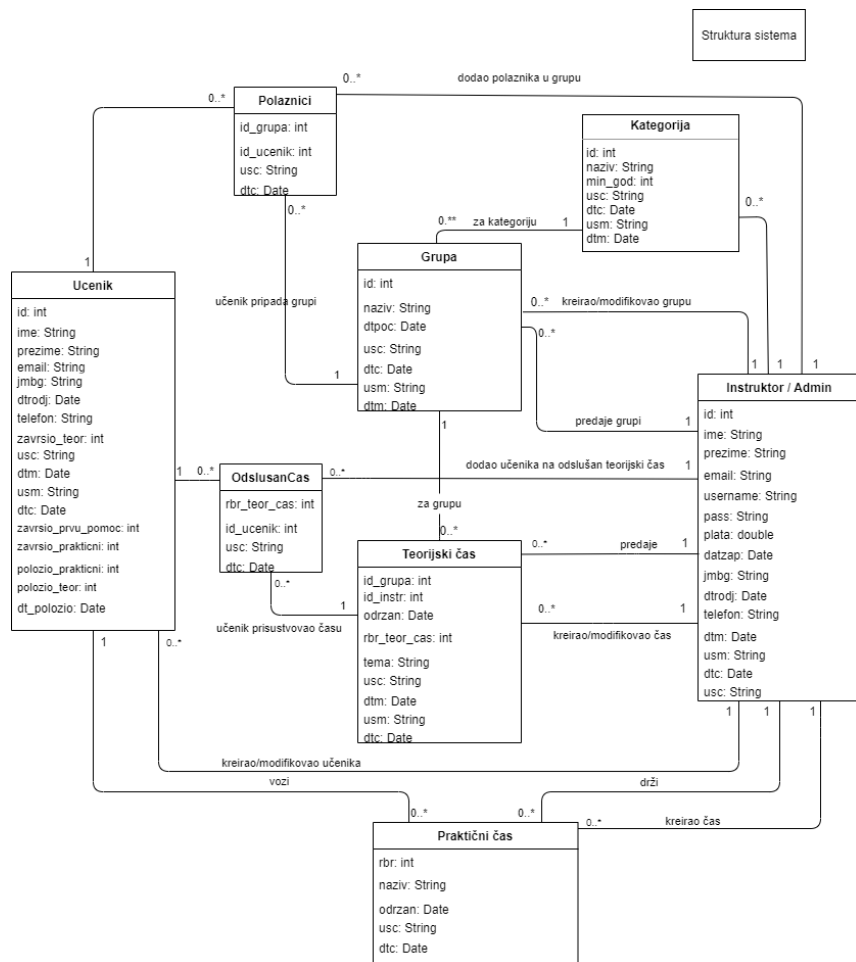 Struktura sistema
0..*
dodao polaznika u grupu
0..*
Polaznici
id_grupa: int
id_ucenik: int
usc: String
dtc: Date
Kategorija
id: int
naziv: String
min_god: int
usc: String
dtc: Date
usm: String
dtm: Date
0..*
0..*
0..**
za kategoriju
1
Grupa
id: int
naziv: String
dtpoc: Date
usc: String
dtc: Date
usm: String
dtm: Date
1
učenik pripada grupi
1
0..*
kreirao/modifikovao grupu
0..*
1
1
1
predaje grupi
1
1
Ucenik
id: int
ime: String
prezime: String
email: String
jmbg: String
dtrodj: Date
telefon: String
zavrsio_teor: int
usc: String
dtm: Date
usm: String
dtc: Date
zavrsio_prvu_pomoc: int
zavrsio_prakticni: int
polozio_prakticni: int
polozio_teor: int
dt_polozio: Date
Instruktor / Admin
id: int
ime: String
prezime: String
email: String
username: String
pass: String
plata: double
datzap: Date
jmbg: String
dtrodj: Date
telefon: String
dtm: Date
usm: String
dtc: Date
usc: String
1
0..*
OdslusanCas
rbr_teor_cas: int
id_ucenik: int
usc: String
dtc: Date
0..*
dodao učenika na odslušan teorijski čas
1
za grupu
0..*
Teorijski čas
id_grupa: int
id_instr: int
odrzan: Date
rbr_teor_cas: int
tema: String
usc: String
dtm: Date
usm: String
dtc: Date
0..*
predaje
1
0..*
1
učenik prisustvovao času
0..*
1
kreirao/modifikovao čas
1
0..*
1
1
1
kreirao/modifikovao učenika
vozi
drži
0..*
0..*
0..*
kreirao čas
Praktični čas
rbr: int
naziv: String
odrzan: Date
usc: String
dtc: Date